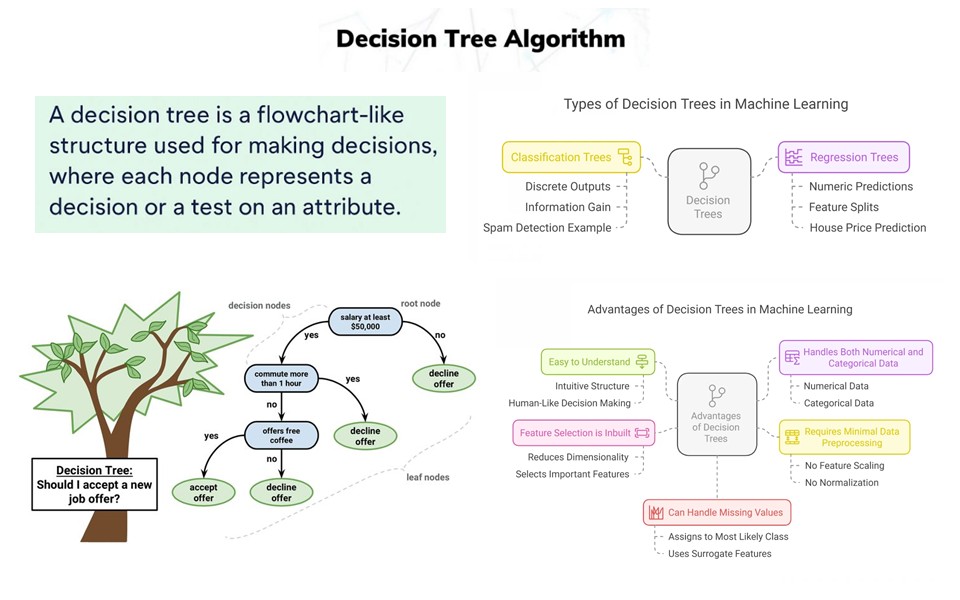 Decision Tree Algorithm
A decision tree is a flowchart-like
structure used for making decisions,
where each node represents a
decision or a test on an attribute.
Types of Decision Trees in Machine Learning
Classification Trees
Discrete Outputs
Information Gain
Spam Detection Example
Decision
Trees
Regression Trees
Numeric Predictions
Feature Splits
House Price Prediction
decision nodes
root node
salary at least
$50,000
yes
no
commute more
than 1 hour
decline
offer
yes
no
offers free
coffee
decline
offer
yes
no
leaf nodes
accept
offer
decline
offer
Decision Tree:
Should I accept a new
job offer?
Advantages of Decision Trees in Machine Learning
Easy to Understand
Intuitive Structure
Human-Like Decision Making
Feature Selection is Inbuilt
Reduces Dimensionality
Selects Important Features
Advantages
of Decision
Trees
Handles Both Numerical and
Categorical Data
Numerical Data
Categorical Data
Requires Minimal Data
Preprocessing
No Feature Scaling
No Normalization
Can Handle Missing Values
Assigns to Most Likely Class
Uses Surrogate Features